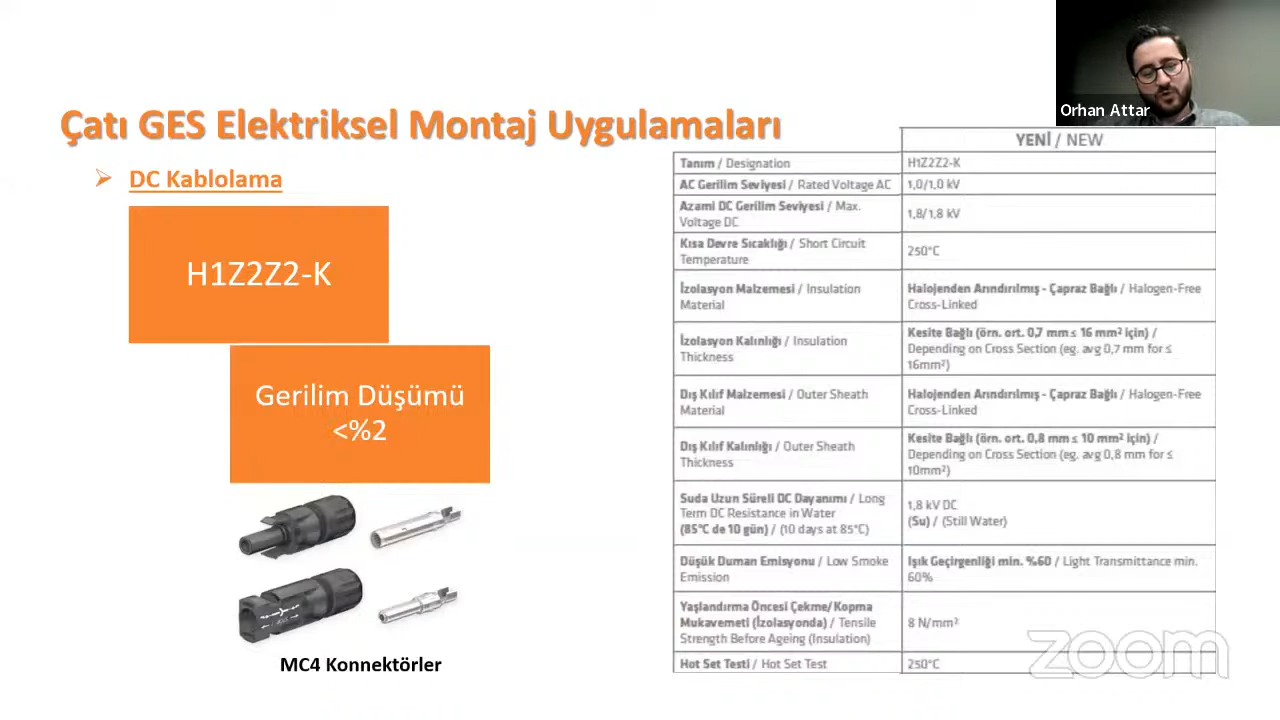 Orhan Attar
Çatı GES Elektriksel Montaj Uygulamaları
DC Kablolama
H1Z2Z2-K
Gerilim Düşümü
<%2
MC4 Konnektörler
YENİ / NEW
Tanım / Designation
H1Z2Z2-K
AC Gerilim Seviyesi / Rated Voltage AC
1,0/1,0 kV
Azami DC Gerilim Seviyesi / Max.
Voltage DC
1,8/1,8 kV
Kısa Devre Sıcaklığı / Short Circuit
Temperature
250°C
İzolasyon Malzemesi / Insulation
Material
Halojenden Arındırılmış - Çapraz Bağlı / Halogen-Free
Cross-Linked
İzolasyon Kalınlığı / Insulation
Thickness
Kesite Bağlı (örn. ort. 0,7 mm ≤ 16 mm² için) /
Depending on Cross Section (eg. avg 0,7 mm for ≤
16mm²)
Dış Kılıf Malzemesi / Outer Sheath
Material
Halojenden Arındırılmış - Çapraz Bağlı / Halogen-Free
Cross-Linked
Dış Kılıf Kalınlığı / Outer Sheath
Thickness
Kesite Bağlı (örn. ort. 0,8 mm ≤ 10 mm² için) /
Depending on Cross Section (eg. avg 0,8 mm for ≤
10mm²)
Suda Uzun Süreli DC Dayanımı / Long
Term DC Resistance in Water
(85°C de 10 gün) / (10 days at 85°C)
1,8 kV DC
(Su) / (Still Water)
Düşük Duman Emisyonu / Low Smoke
Emission
Işık Geçirgenliği min. %60 / Light Transmittance min.
60%
Yaşlandırma Öncesi Çekme/ Kopma
Mukavemeti (İzolasyonda) / Tensile
Strength Before Ageing (Insulation)
8 N/mm²
Hot Set Testi / Hot Set Test
250°C
zoom